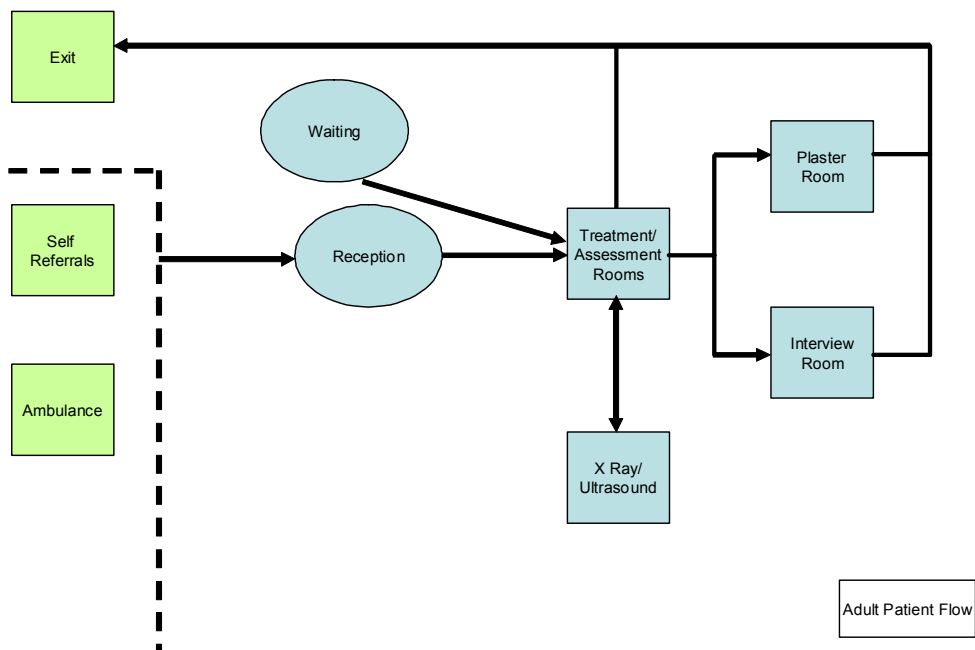 Exit
Waiting
Self
Referrals
Reception
Treatment/
Assessment
Rooms
Plaster
Room
Interview
Room
Ambulance
X Ray/
Ultrasound
Adult Patient Flow